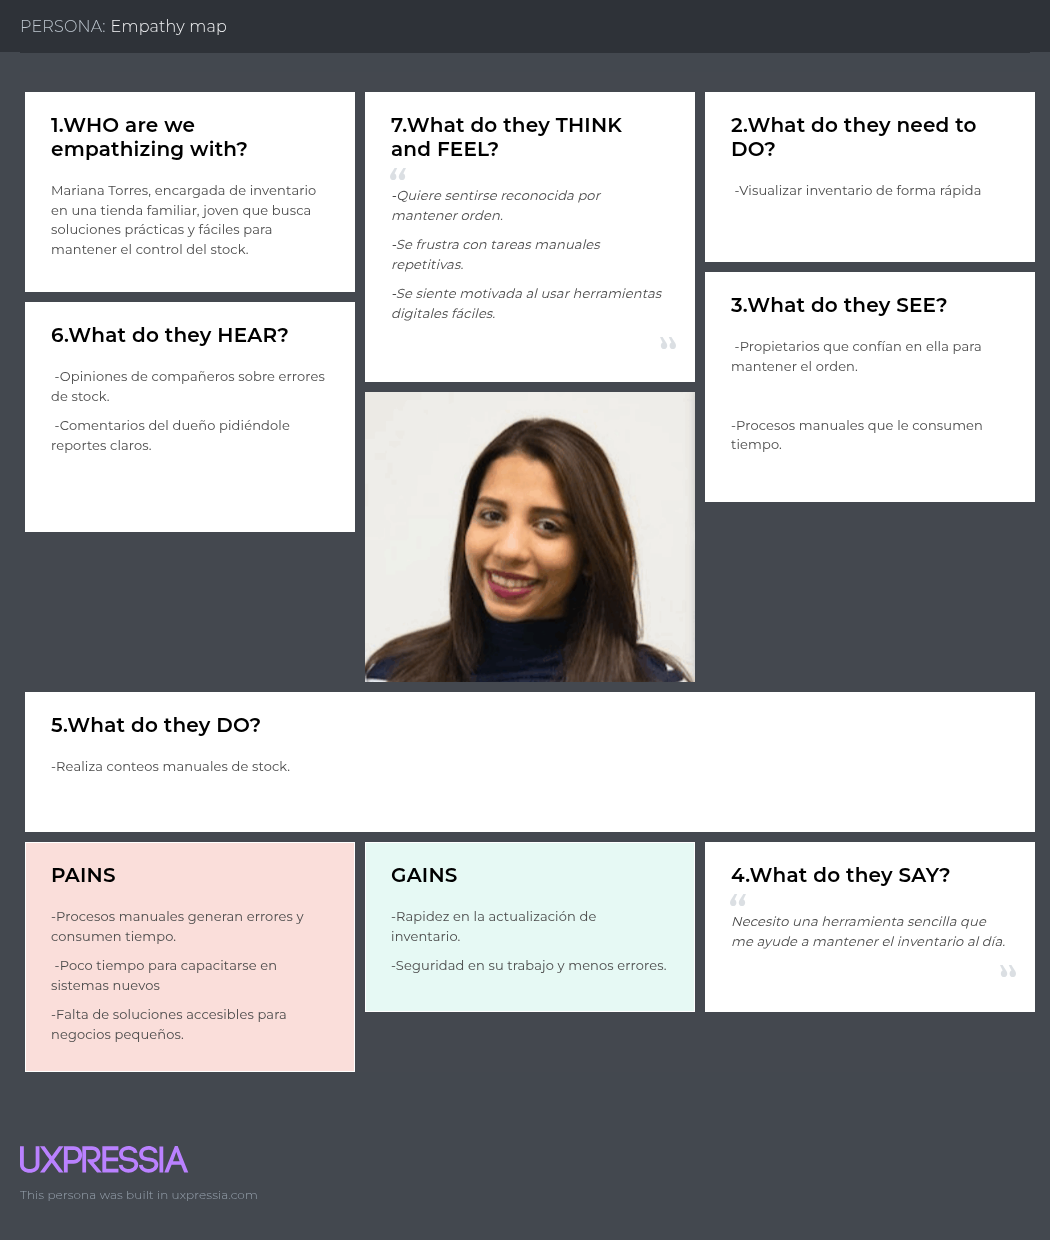 PERSONA: Empathy map
1.WHO are we
empathizing with?
Mariana Torres, encargada de inventario
en una tienda familiar, joven que busca
soluciones prácticas y fáciles para
mantener el control del stock.
7.What do they THINK
and FEEL?
“
-Quiere sentirse reconocida por
mantener orden.
-Se frustra con tareas manuales
repetitivas.
-Se siente motivada al usar herramientas
digitales fáciles.
”
2.What do they need to
DO?
-Visualizar inventario de forma rápida
6.What do they HEAR?
-Opiniones de compañeros sobre errores
de stock.
-Comentarios del dueño pidiéndole
reportes claros.
3.What do they SEE?
-Propietarios que confían en ella para
mantener el orden.
-Procesos manuales que le consumen
tiempo.
5.What do they DO?
-Realiza conteos manuales de stock.
PAINS
-Procesos manuales generan errores y
consumen tiempo.
-Poco tiempo para capacitarse en
sistemas nuevos
-Falta de soluciones accesibles para
negocios pequeños.
GAINS
-Rapidez en la actualización de
inventario.
-Seguridad en su trabajo y menos errores.
4.What do they SAY?
“
Necesito una herramienta sencilla que
me ayude a mantener el inventario al día.
”
UXPRESSIA
This persona was built in uxpressia.com